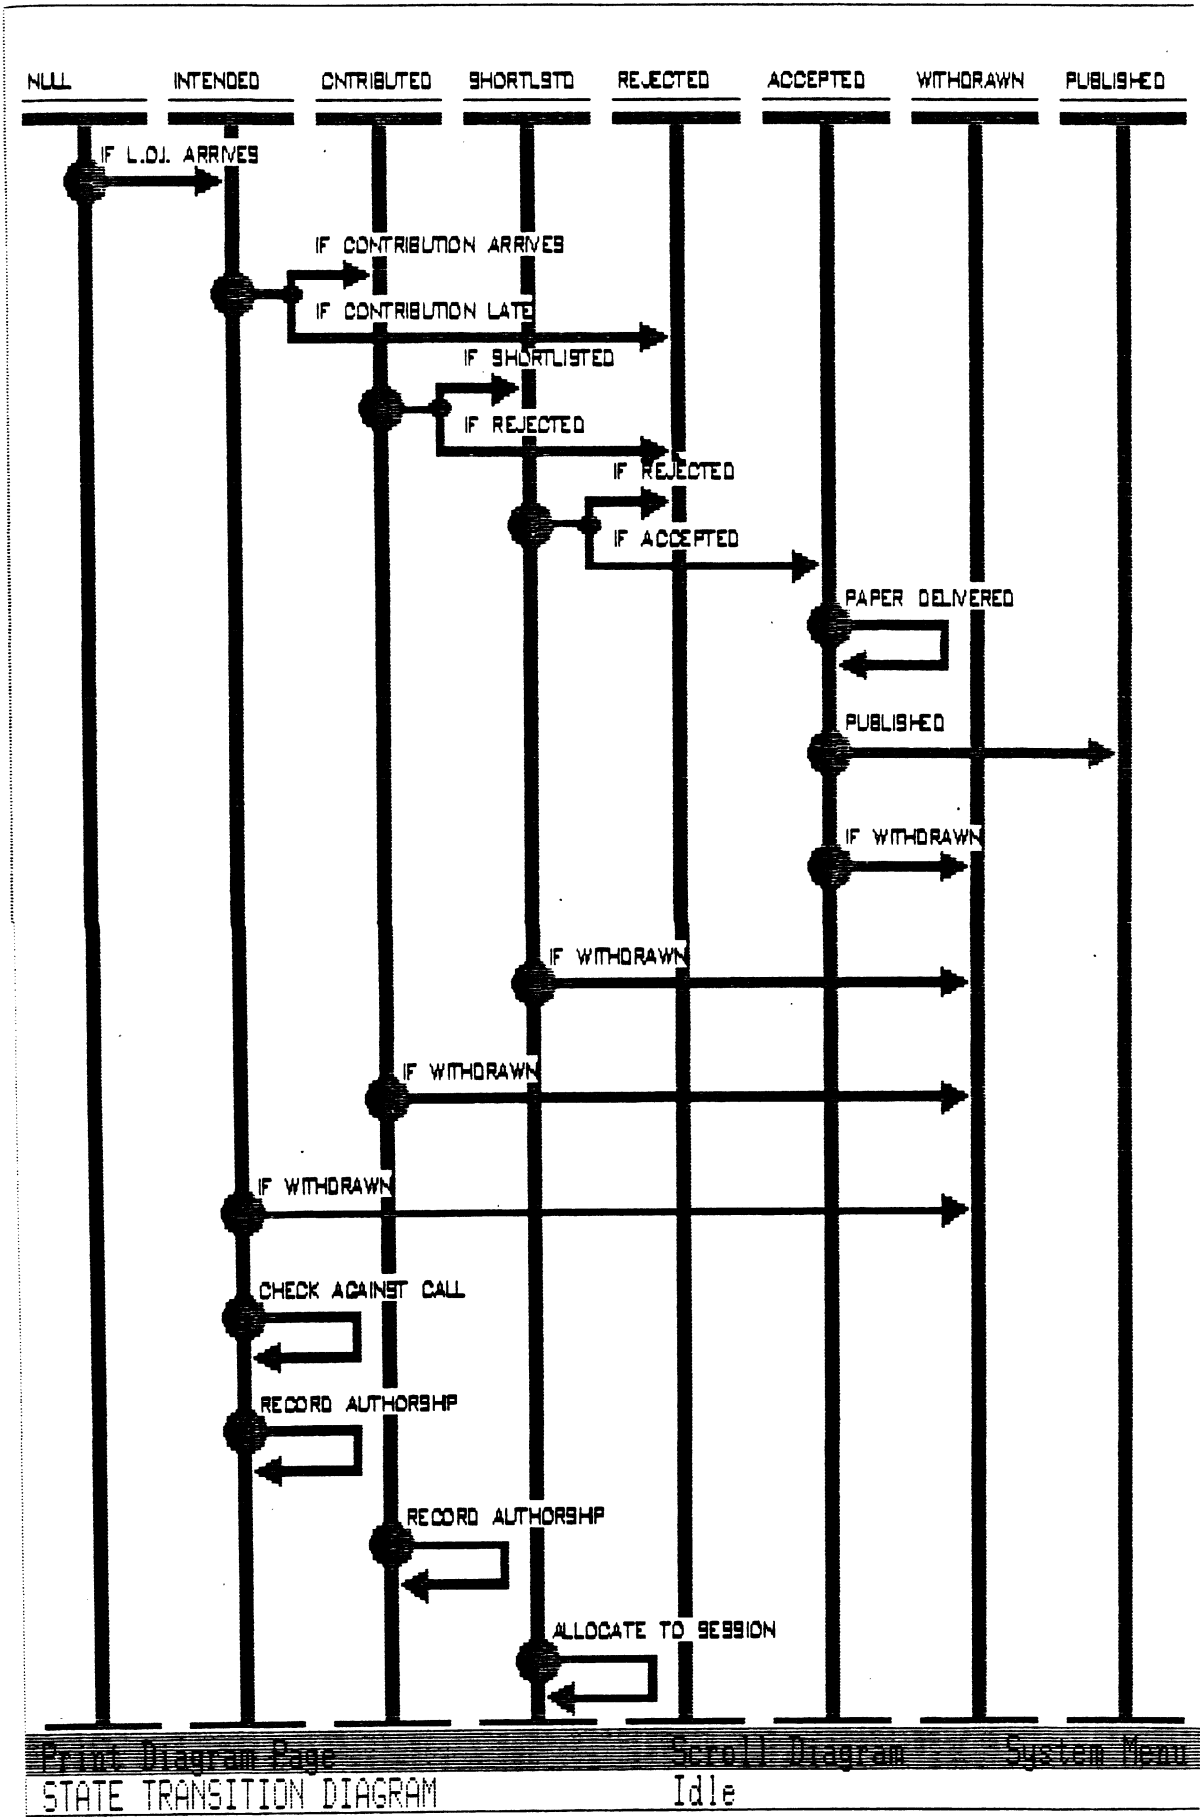 NULL INTENDED CNTRIBUTED SHORTLSTD REJECTED ACCEPTED WITHDRAWN PUBLISHED
IF L.O.I. ARRIVES
IF CONTRIBUTION ARRIVES
IF CONTRIBUTION LATE
IF SHORTLISTED
IF REJECTED
IF REJECTED
IF ACCEPTED
PAPER DELIVERED
PUBLISHED
IF WITHDRAWN
IF WITHDRAWN
IF WITHDRAWN
IF WITHDRAWN
CHECK AGAINST CALL
RECORD AUTHORSHIP
RECORD AUTHORSHIP
ALLOCATE TO SESSION
Print Diagram Page Scroll Diagram System Menu
STATE TRANSITION DIAGRAM Idle